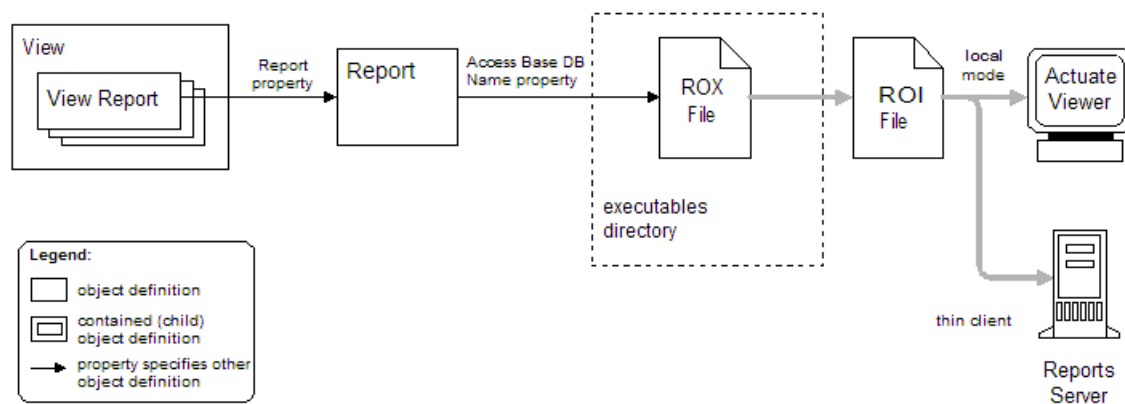 View
View Report
Report
property
Report
Access Base DB
Name property
ROX
File
executables
directory
ROI
File
local
mode
Actuate
Viewer
thin client
Reports
Server
Legend:
object definition
contained (child)
object definition
property specifies other
object definition